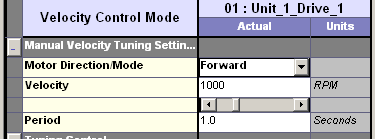 Velocity Control Mode
01 : Unit_1_Drive_1
Actual Units
Manual Velocity Tuning Settin...
Motor Direction/Mode Forward
Velocity 1000 RPM
Period 1.0 Seconds
Tuning Control